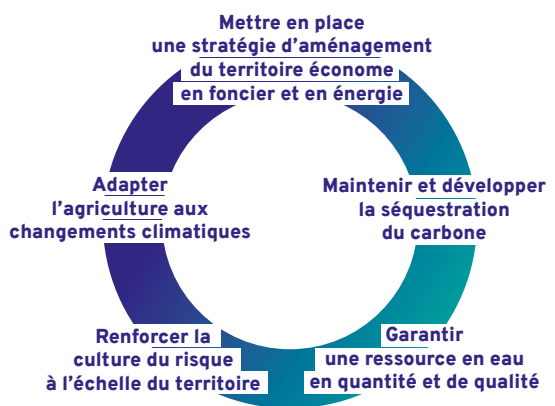 Mettre en place
une stratégie d’aménagement
du territoire économe
en foncier et en énergie
Maintenir et développer
la séquestration
du carbone
Garantir
une ressource en eau
en quantité et de qualité
Renforcer la
culture du risque
à l’échelle du territoire
Adapter
l’agriculture aux
changements climatiques